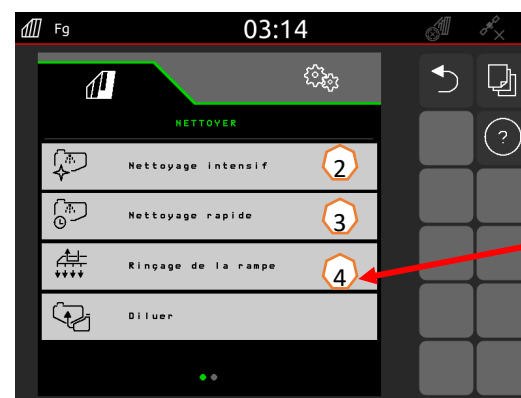 Fg 03:14
NETTOYER
Nettoyage intensif 2
Nettoyage rapide 3
?
Rinçage de la rampe 4
Diluer